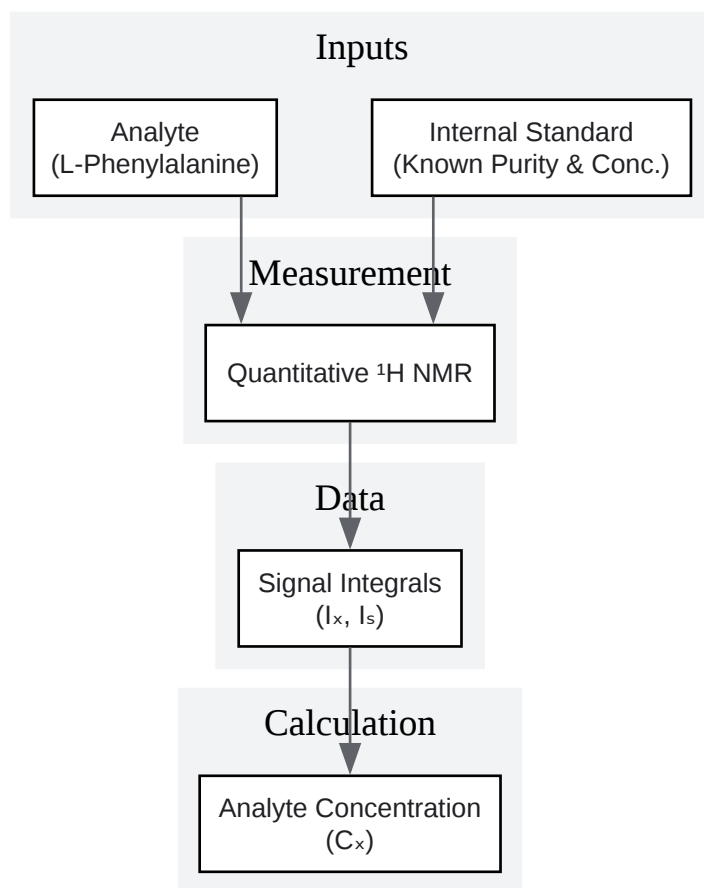 Inputs
Analyte
(L-Phenylalanine)
Internal Standard
(Known Purity & Conc.)
Measurement
Quantitative ¹H NMR
Data
Signal Integrals
(Iₓ, Iₛ)
Calculation
Analyte Concentration
(Cₓ)